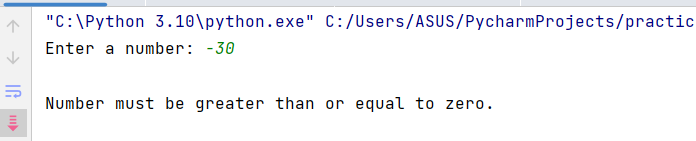 "C:\Python 3.10\python.exe" C:/Users/ASUS/PycharmProjects/practic
Enter a number: -30
Number must be greater than or equal to zero.